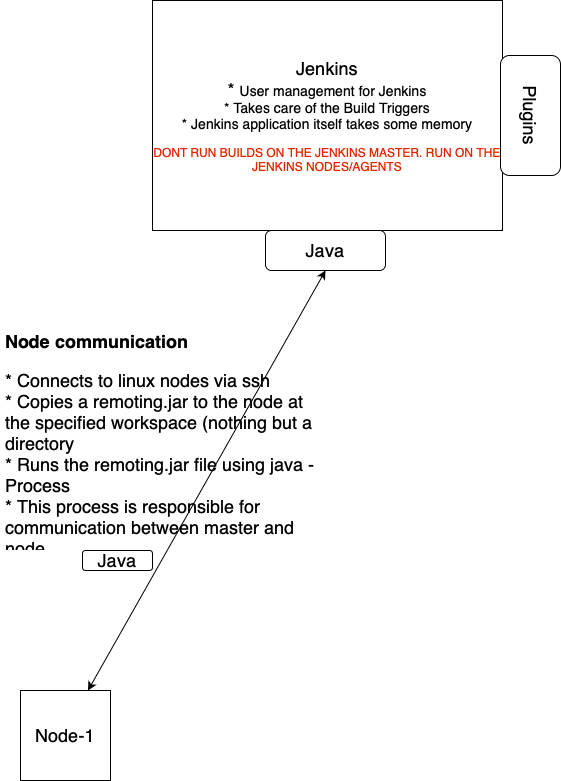 Jenkins
* User management for Jenkins
* Takes care of the Build Triggers
* Jenkins application itself takes some memory
DONT RUN BUILDS ON THE JENKINS MASTER. RUN ON THE
JENKINS NODES/AGENTS
Plugins
Java
Node communication
* Connects to linux nodes via ssh
* Copies a remoting.jar to the node at
the specified workspace (nothing but a
directory
* Runs the remoting.jar file using java -
Process
* This process is responsible for
communication between master and
node
Java
Node-1